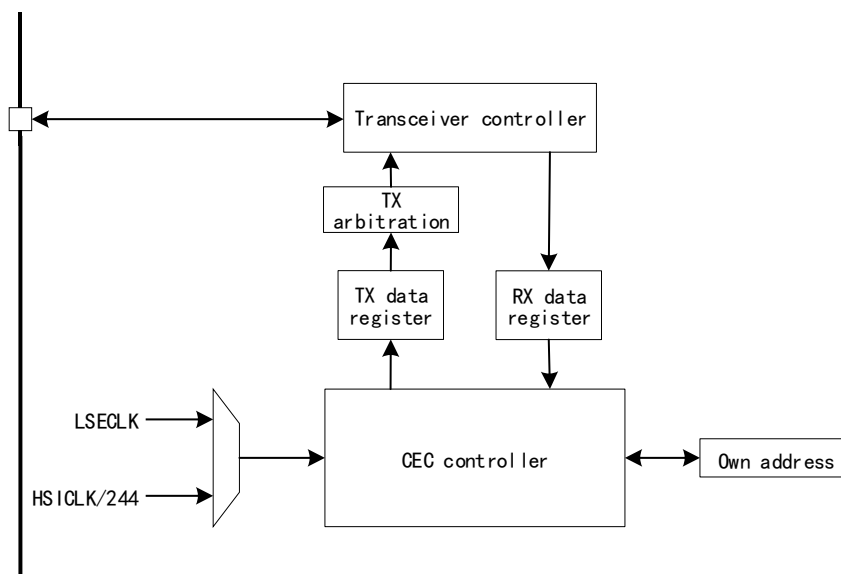 Transceiver controller
TX
arbitration
TX data
register
RX data
register
LSECLK
CEC controller
Own address
HSICLK/244